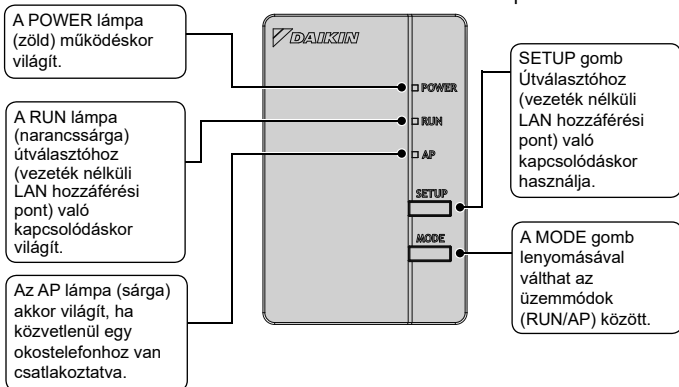 A POWER lámpa
(zöld) működéskor
világít.
A RUN lámpa
(narancssárga)
útválasztóhoz
(vezeték nélküli
LAN hozzáférési
pont) való
kapcsolódáskor
világít.
Az AP lámpa (sárga)
akkor világít, ha
közvetlenül egy
okostelefonhoz van
csatlakoztatva.
DAIKIN
POWER
RUN
AP
SETUP
MODE
SETUP gomb
Útválasztóhoz
(vezeték nélküli
LAN hozzáférési
pont) való
kapcsolódáskor
használja.
A MODE gomb
lenyomásával
válthat az
üzemmódok
(RUN/AP) között.